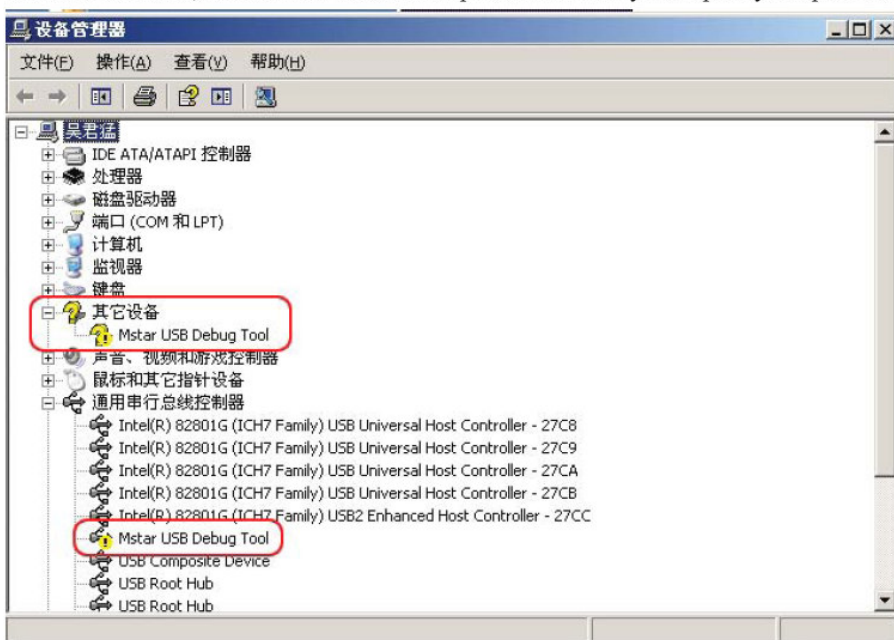 设备管理器
文件(F) 操作(A) 查看(V) 帮助(H)
吴君猛
IDE ATA/ATAPI 控制器
处理器
磁盘驱动器
端口 (COM 和 LPT)
计算机
监视器
键盘
其它设备
Mstar USB Debug Tool
声音、视频和游戏控制器
鼠标和其它指针设备
通用串行总线控制器
Intel(R) 82801G (ICH7 Family) USB Universal Host Controller - 27C8
Intel(R) 82801G (ICH7 Family) USB Universal Host Controller - 27C9
Intel(R) 82801G (ICH7 Family) USB Universal Host Controller - 27CA
Intel(R) 82801G (ICH7 Family) USB Universal Host Controller - 27CB
Intel(R) 82801G (ICH7 Family) USB2 Enhanced Host Controller - 27CC
Mstar USB Debug Tool
USB Composite Device
USB Root Hub
USB Root Hub